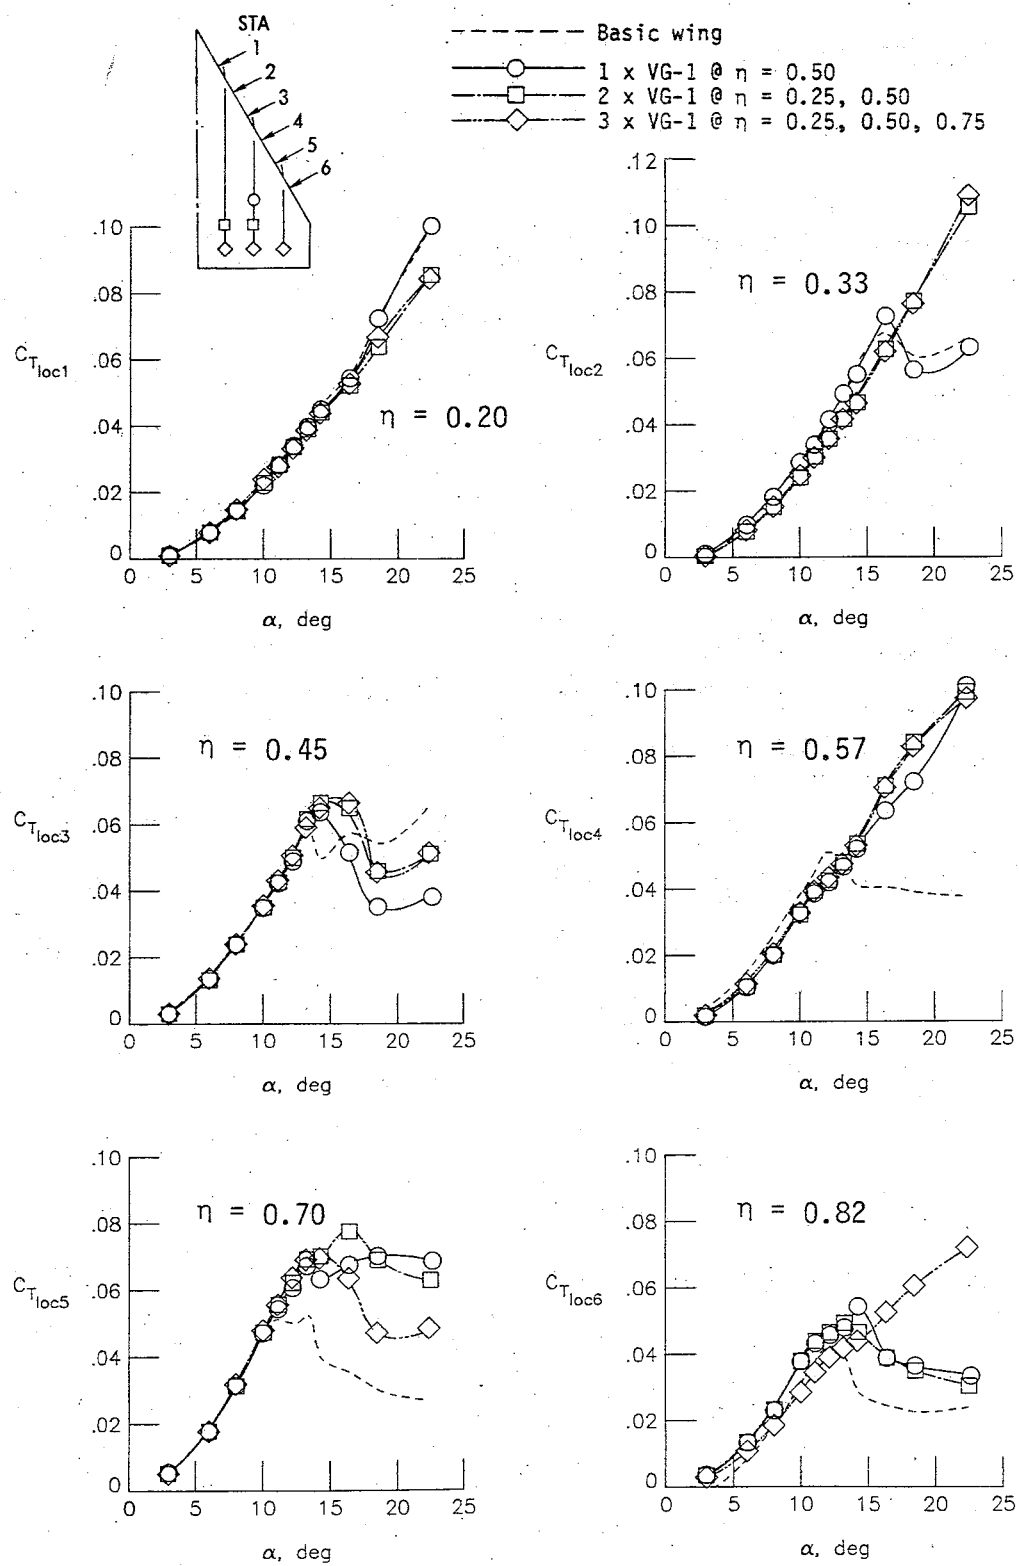 STA
1
2
3
4
5
6
Basic wing
1 x VG-1 @ η = 0.50
2 x VG-1 @ η = 0.25, 0.50
3 x VG-1 @ η = 0.25, 0.50, 0.75
.10
.08
.06
.04
.02
0
C_T_loc1
η = 0.20
0 5 10 15 20 25
α, deg
.12
.10
.08
.06
.04
.02
0
C_T_loc2
η = 0.33
0 5 10 15 20 25
α, deg
.10
.08
.06
.04
.02
0
C_T_loc3
η = 0.45
0 5 10 15 20 25
α, deg
.10
.08
.06
.04
.02
0
C_T_loc4
η = 0.57
0 5 10 15 20 25
α, deg
.10
.08
.06
.04
.02
0
C_T_loc5
η = 0.70
0 5 10 15 20 25
α, deg
.10
.08
.06
.04
.02
0
C_T_loc6
η = 0.82
0 5 10 15 20 25
α, deg